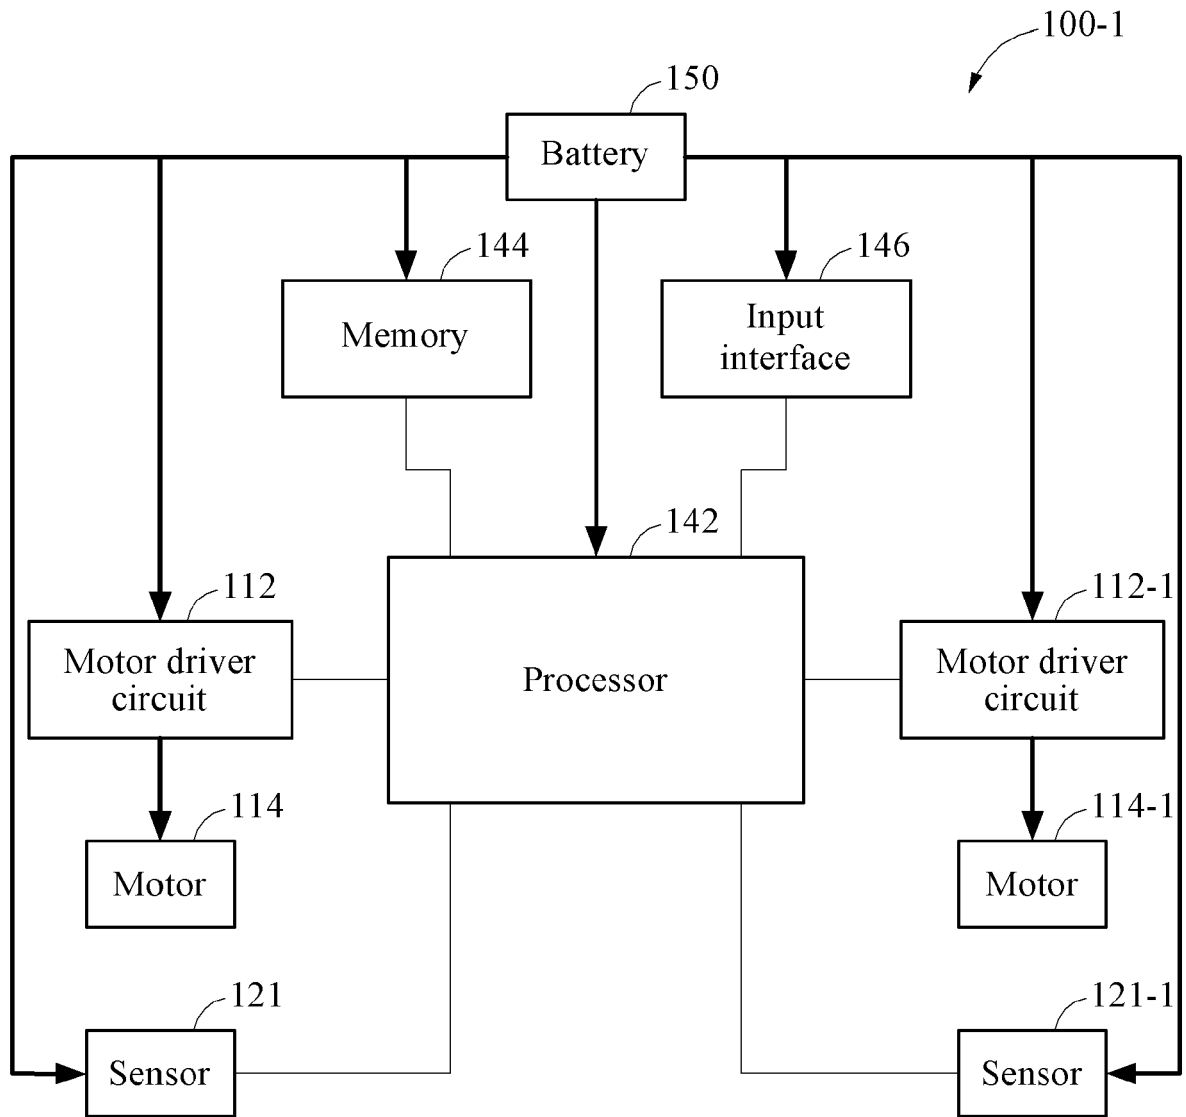 100-1
150
Battery
144
146
Memory
Input
interface
142
112
112-1
Motor driver
circuit
Processor
Motor driver
circuit
114
114-1
Motor
Motor
121
121-1
Sensor
Sensor